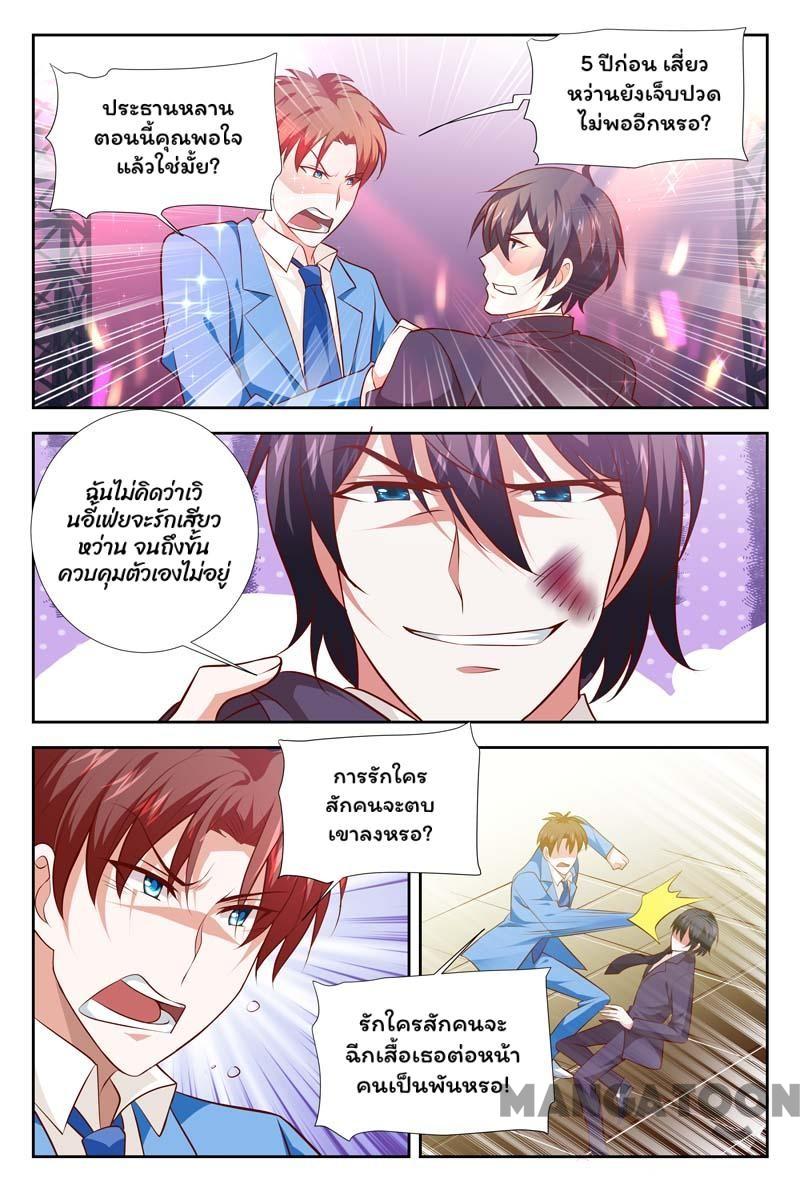 ประธานหลาน
ตอนนี้คุณพอใจ
แล้วใช่มั้ย?
5 ปีก่อน เสี่ยว
หว่านยังเจ็บปวด
ไม่พออีกหรอ?
ฉันไม่คิดว่าเวิ
นอี้เฟยจะรักเสียว
หว่าน จนถึงขั้น
ควบคุมตัวเองไม่อยู่
การรักใคร
สักคนจะตบ
เขาลงหรอ?
รักใครสักคนจะ
ฉีกเสื้อเธอต่อหน้า
คนเป็นพันหรอ!
MANGATOON